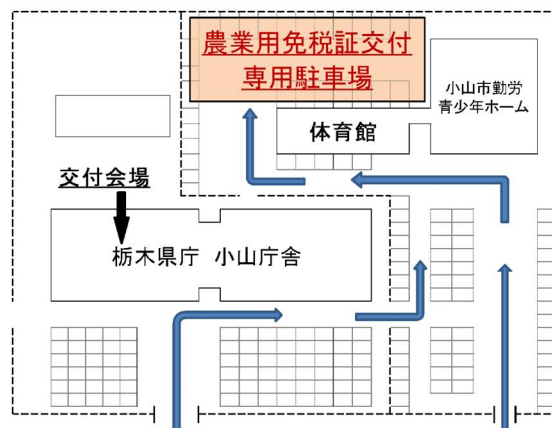 農業用免税証交付
専用駐車場
小山市勤労
青少年ホーム
体育館
交付会場
栃木県庁 小山庁舎